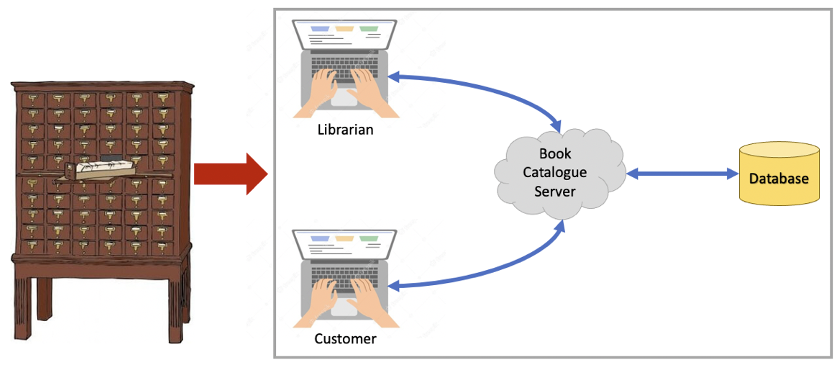 Librarian
Book
Catalogue
Server
Database
Customer